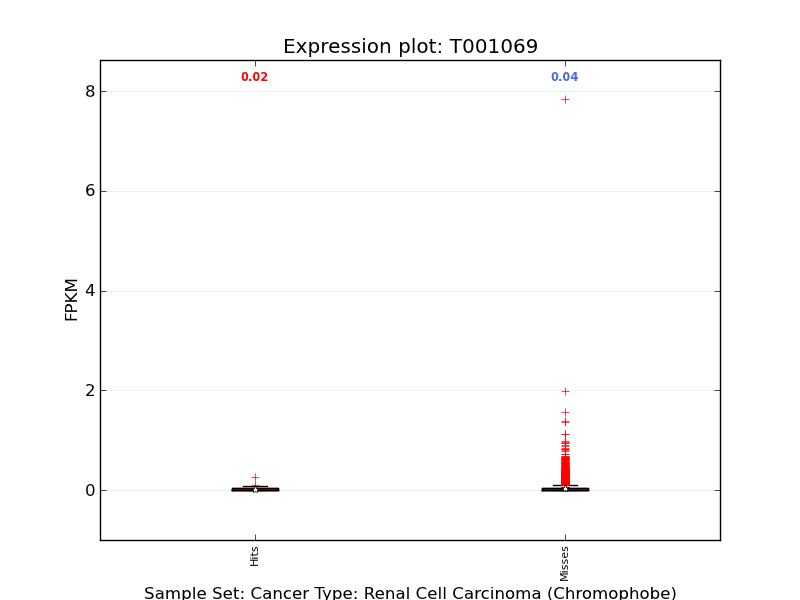 Expression plot: T001069
0.02
0.04
8
6
4
2
0
FPKM
Hits
Misses
Sample Set: Cancer Type: Renal Cell Carcinoma (Chromophobe)